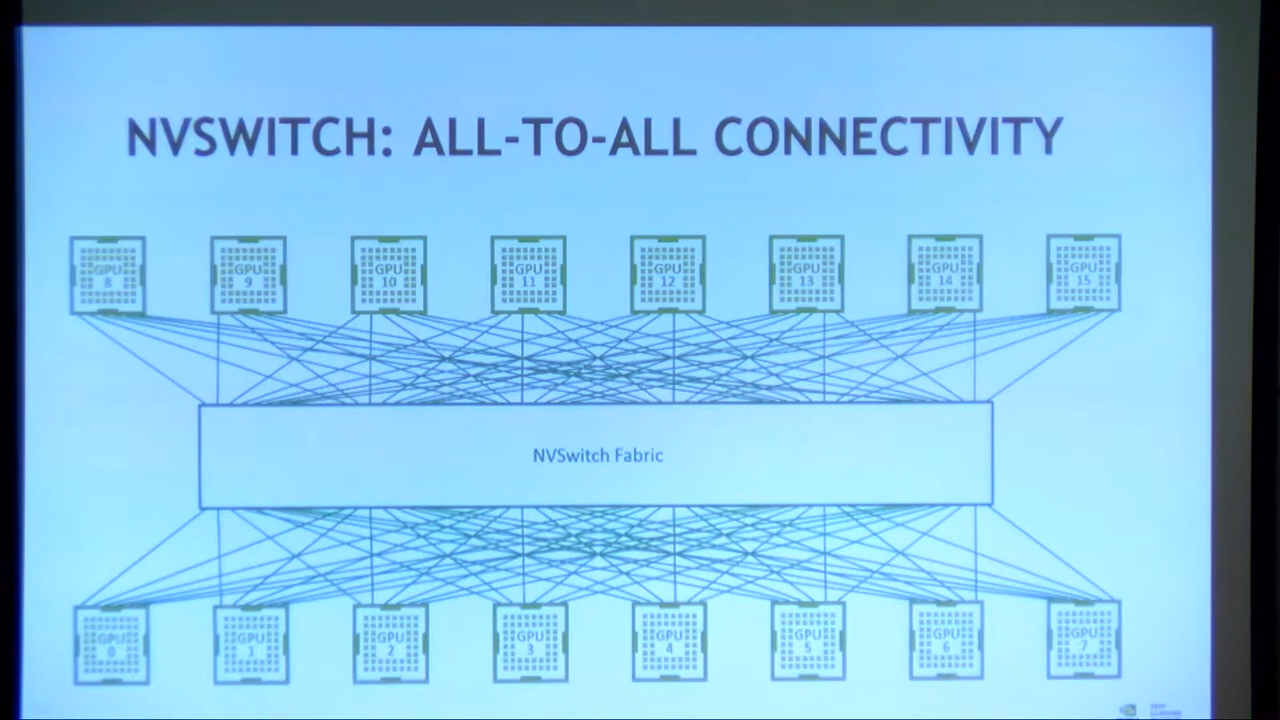 NVSWITCH: ALL-TO-ALL CONNECTIVITY
GPU
8
GPU
9
GPU
10
GPU
11
GPU
12
GPU
13
GPU
14
GPU
15
NVSwitch Fabric
GPU
0
GPU
1
GPU
2
GPU
3
GPU
4
GPU
5
GPU
6
GPU
7